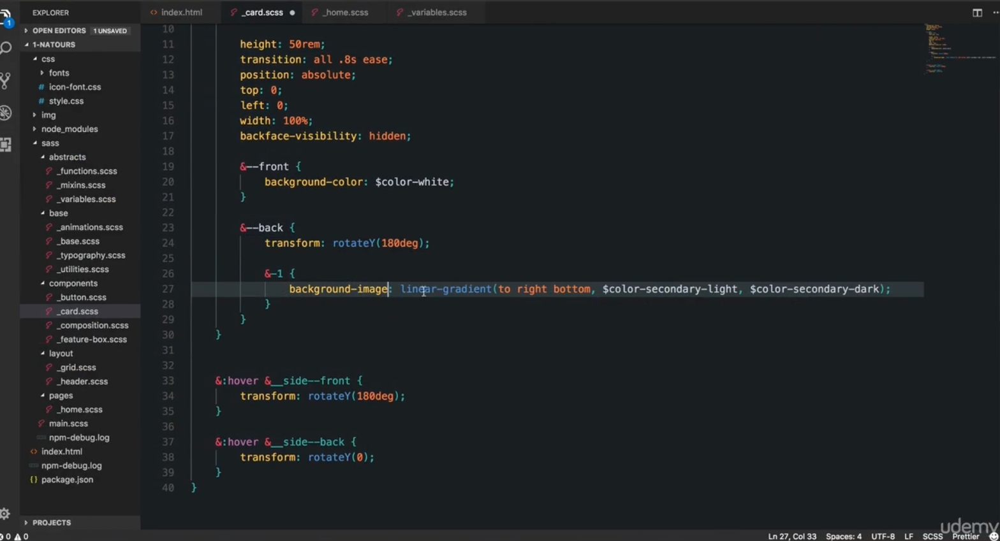 EXPLORER
index.html
_card.scss
_home.scss
_variables.scss
1
OPEN EDITORS 1 UNSAVED
1-NATOURS
css
fonts
# icon-font.css
# style.css
img
node_modules
sass
abstracts
_functions.scss
_mixins.scss
_variables.scss
base
_animations.scss
_base.scss
_typography.scss
_utilities.scss
components
_button.scss
_card.scss
_composition.scss
_feature-box.scss
layout
_grid.scss
_header.scss
pages
_home.scss
main.scss
npm-debug.log
<> index.html
npm-debug.log
{} package.json
PROJECTS
10
11 height: 50rem;
12 transition: all .8s ease;
13 position: absolute;
14 top: 0;
15 left: 0;
16 width: 100%;
17 backface-visibility: hidden;
18
19 &--front {
20 background-color: $color-white;
21 }
22
23 &--back {
24 transform: rotateY(180deg);
25
26 &-1 {
27 background-image: linear-gradient(to right bottom, $color-secondary-light, $color-secondary-dark);
28 }
29 }
30 }
31
32
33 &:hover &__side--front {
34 transform: rotateY(180deg);
35 }
36
37 &:hover &__side--back {
38 transform: rotateY(0);
39 }
40 }
udemy
0 0 Ln 27, Col 33 Spaces: 4 UTF-8 LF SCSS Prettier